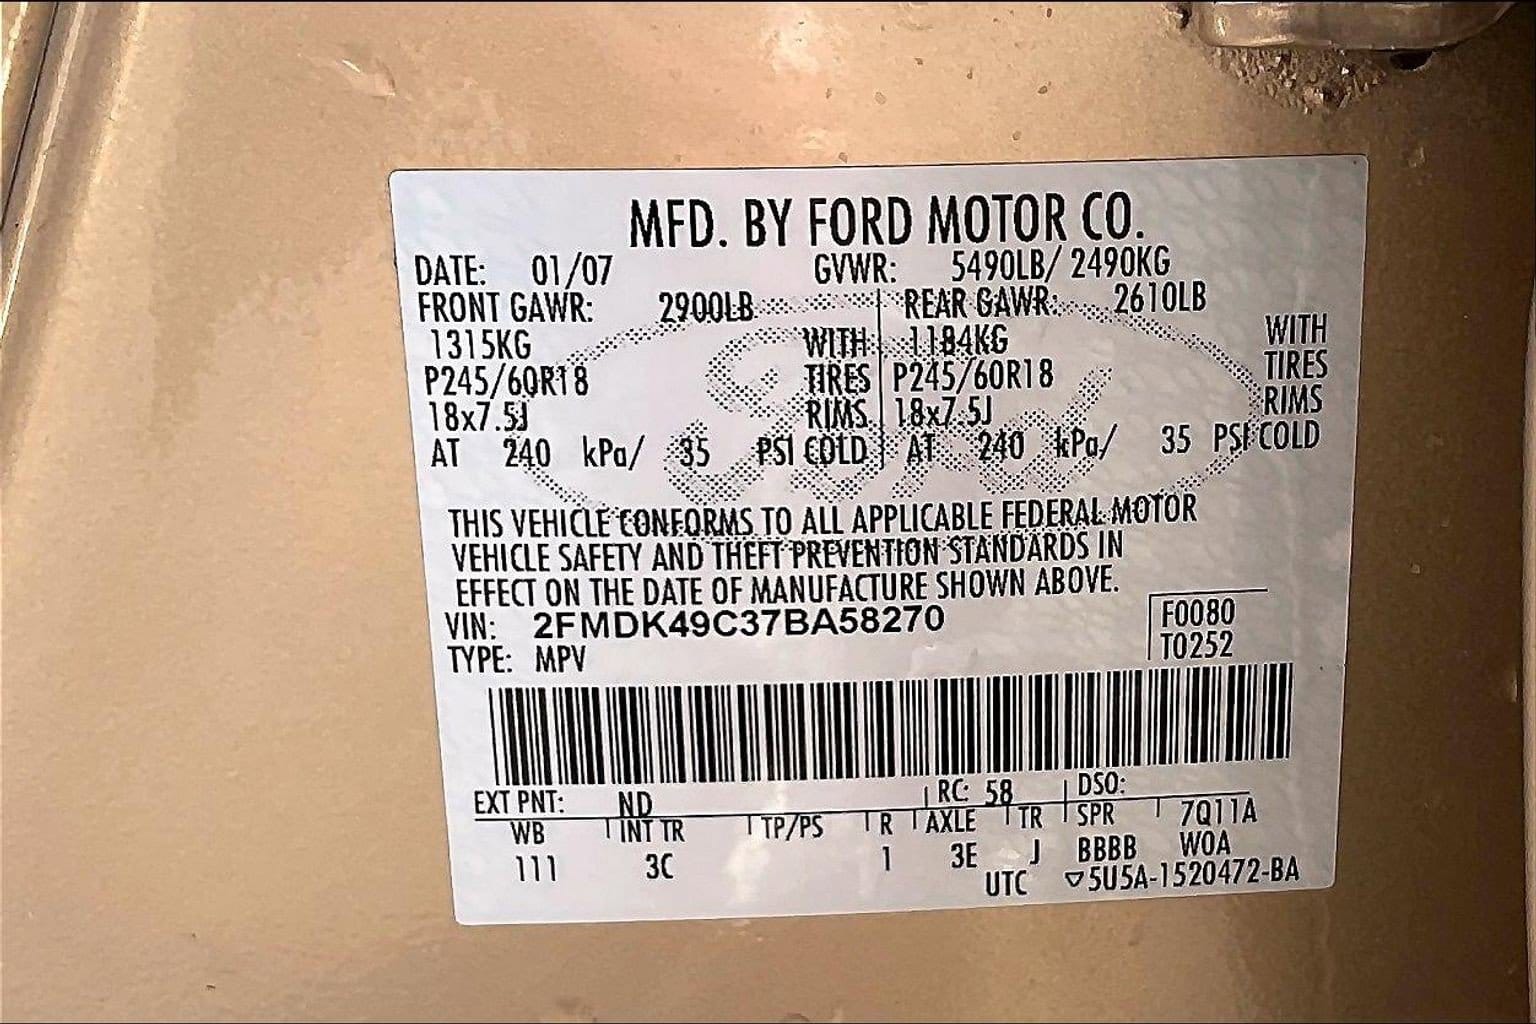 MFD. BY FORD MOTOR CO.
DATE: 01/07 GVWR: 5490LB/ 2490KG
FRONT GAWR: 2900LB REAR GAWR: 2610LB
1315KG WITH 1184KG WITH
P245/60R18 TIRES P245/60R18 TIRES
18x7.5J RIMS 18x7.5J RIMS
AT 240 kPa/ 35 PSI COLD AT 240 kPa/ 35 PSI COLD
Ford
THIS VEHICLE CONFORMS TO ALL APPLICABLE FEDERAL MOTOR
VEHICLE SAFETY AND THEFT PREVENTION STANDARDS IN
EFFECT ON THE DATE OF MANUFACTURE SHOWN ABOVE.
VIN: 2FMDK49C37BA58270 F0080
TYPE: MPV T0252
EXT PNT: ND RC: 58 DSO:
WB INT TR TP/PS R AXLE TR SPR 7Q11A
111 3C 1 3E J BBBB WOA
UTC ▽5U5A-1520472-BA